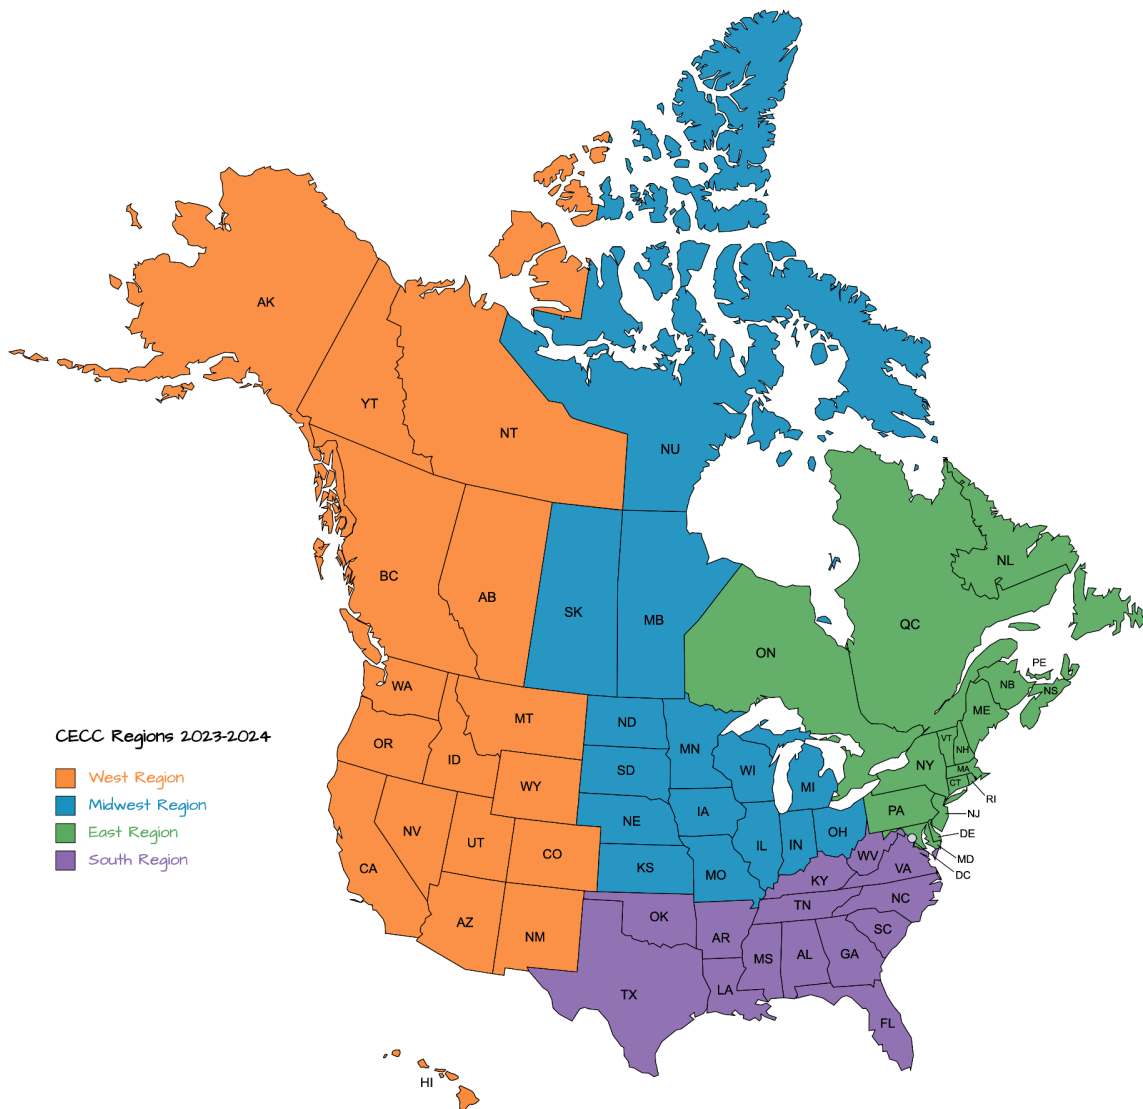 AK
YT
NT
NU
BC
AB
SK
MB
ON
QC
NL
PE
NB
NS
ME
WA
MT
ND
MN
OR
ID
WY
SD
WI
MI
NY
VT
NH
MA
CT
RI
CECC Regions 2023-2024
West Region
Midwest Region
East Region
South Region
NV
UT
CO
NE
IA
IL
IN
OH
PA
NJ
DE
MD
DC
CA
KS
MO
KY
WV
VA
AZ
NM
OK
AR
TN
NC
SC
TX
LA
MS
AL
GA
FL
HI